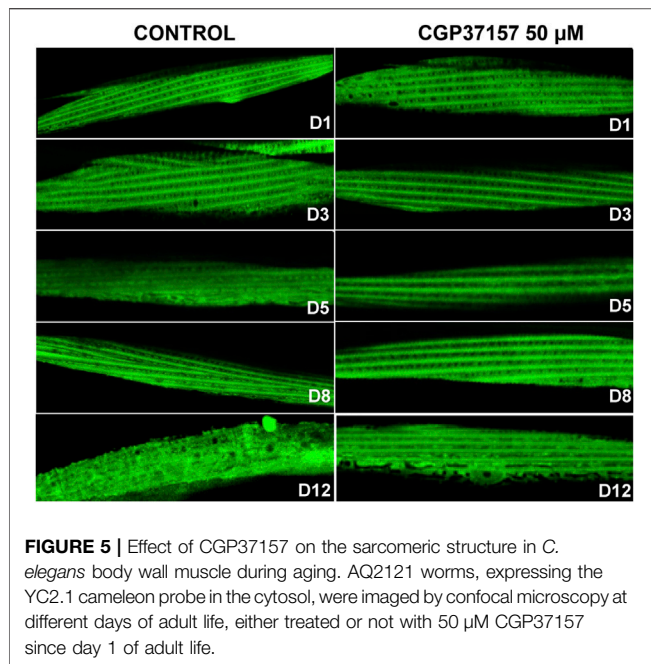 CONTROL CGP37157 50 µM
D1 D1
D3 D3
D5 D5
D8 D8
D12 D12
FIGURE 5 | Effect of CGP37157 on the sarcomeric structure in C.
elegans body wall muscle during aging. AQ2121 worms, expressing the
YC2.1 cameleon probe in the cytosol, were imaged by confocal microscopy at
different days of adult life, either treated or not with 50 µM CGP37157
since day 1 of adult life.